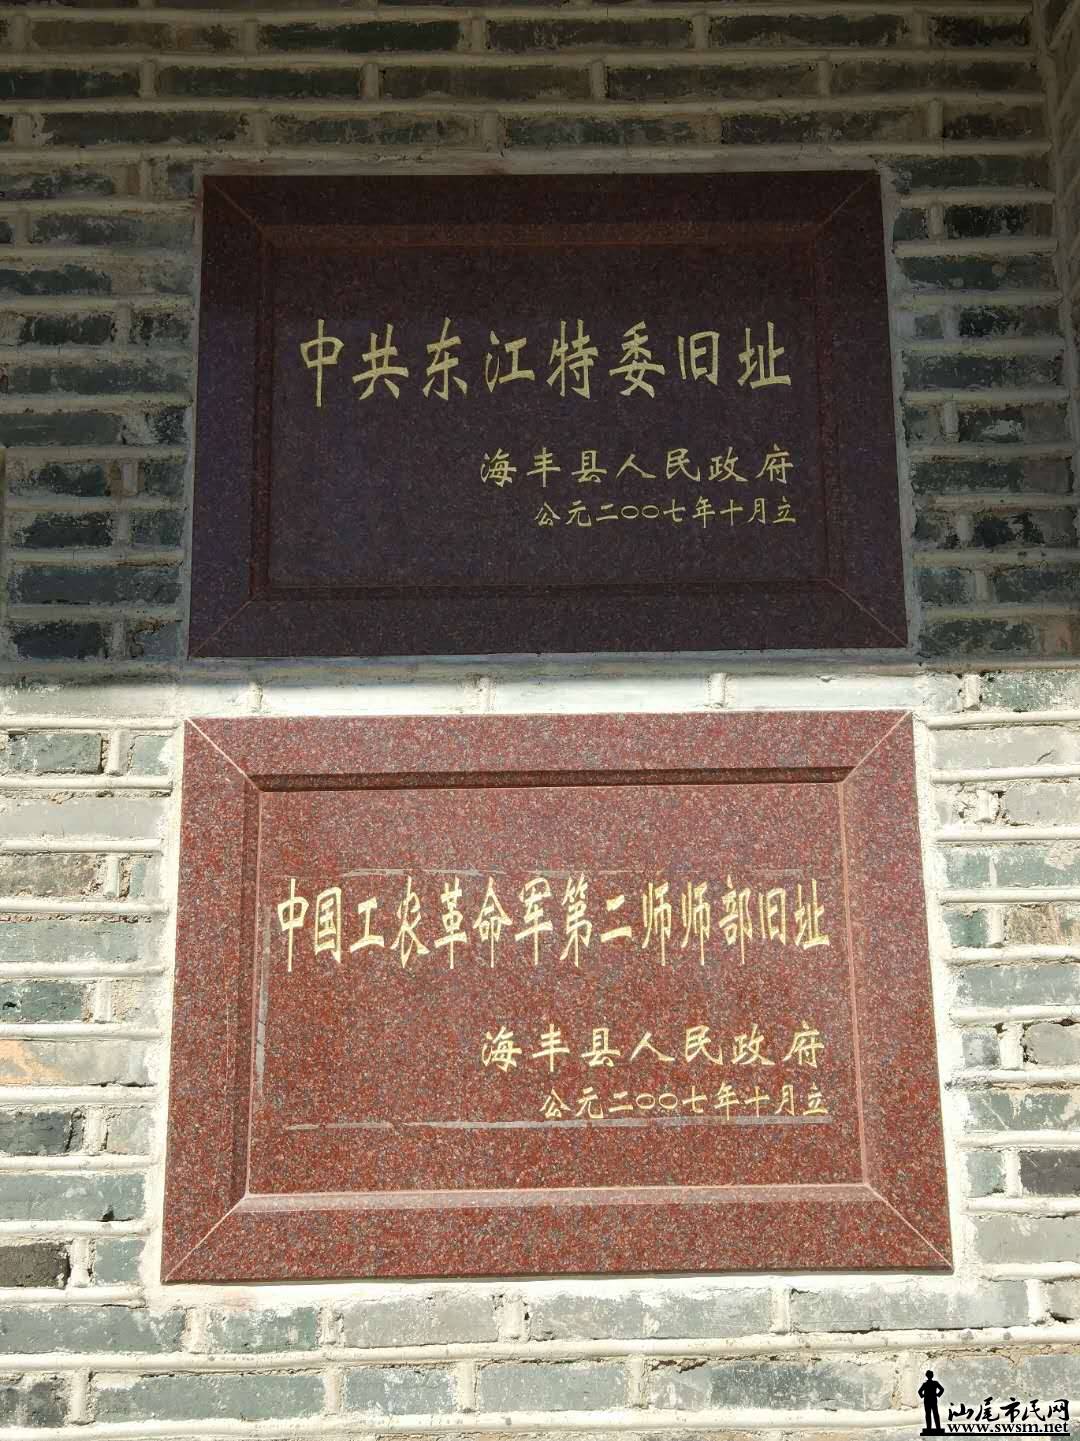 中共东江特委旧址
海丰县人民政府
公元二〇〇七年十月立
中国工农革命军第二师师部旧址
海丰县人民政府
公元二〇〇七年十月立
汕尾市民网
www.swsm.net